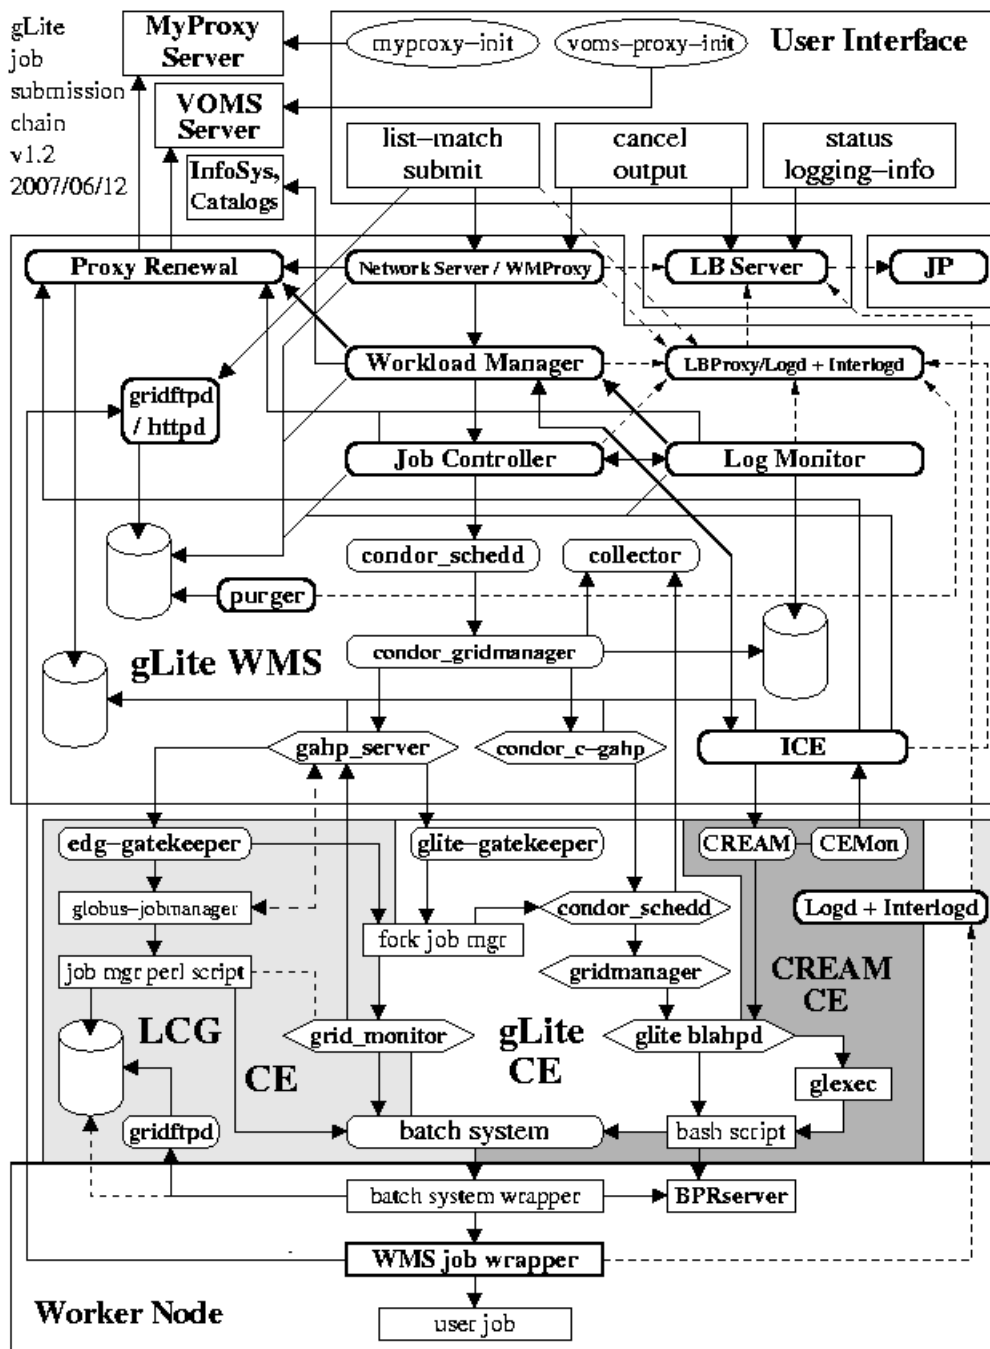 gLite
job
submission
chain
v1.2
2007/06/12
MyProxy
Server
myproxy-init
voms-proxy-init
User Interface
VOMS
Server
InfoSys,
Catalogs
list-match
submit
cancel
output
status
logging-info
Proxy Renewal
Network Server / WMProxy
LB Server
JP
Workload Manager
LBProxy/Logd + Interlogd
gridftpd
/ httpd
Job Controller
Log Monitor
condor_schedd
collector
purger
condor_gridmanager
gLite WMS
gahp_server
condor_c-gahp
ICE
edg-gatekeeper
glite-gatekeeper
CREAM
CEMon
globus-jobmanager
fork job mgr
condor_schedd
Logd + Interlogd
job mgr perl script
gridmanager
CREAM
CE
LCG
CE
grid_monitor
gLite
CE
glite blahpd
glexec
gridftpd
batch system
bash script
batch system wrapper
BPRserver
WMS job wrapper
Worker Node
user job